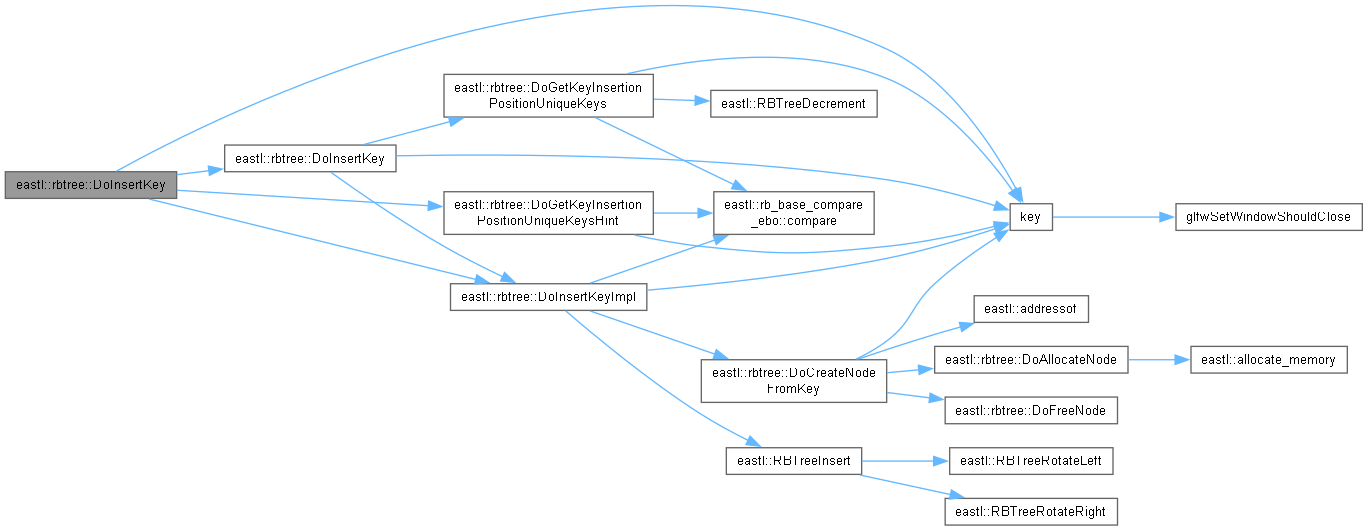 eastl::rbtree::DoInsertKey
eastl::rbtree::DoInsertKey
eastl::rbtree::DoGetKeyInsertion
PositionUniqueKeys
eastl::RBTreeDecrement
eastl::rbtree::DoGetKeyInsertion
PositionUniqueKeysHint
eastl::rb_base_compare
_ebo::compare
key
glfwSetWindowShouldClose
eastl::rbtree::DoInsertKeyImpl
eastl::addressof
eastl::rbtree::DoCreateNode
FromKey
eastl::rbtree::DoAllocateNode
eastl::allocate_memory
eastl::rbtree::DoFreeNode
eastl::RBTreeInsert
eastl::RBTreeRotateLeft
eastl::RBTreeRotateRight